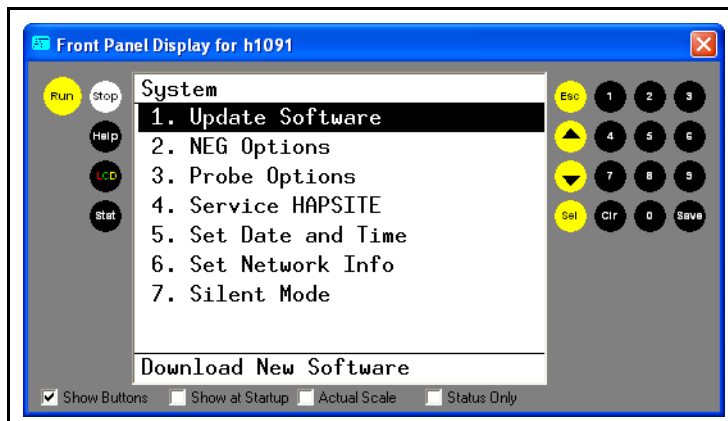 Front Panel Display for h1091
Run Stop
Help
LCD
Stat
System
1. Update Software
2. NEG Options
3. Probe Options
4. Service HAPSITE
5. Set Date and Time
6. Set Network Info
7. Silent Mode
Download New Software
Esc 1 2 3
4 5 6
7 8 9
Sel Clr 0 Save
Show Buttons Show at Startup Actual Scale Status Only